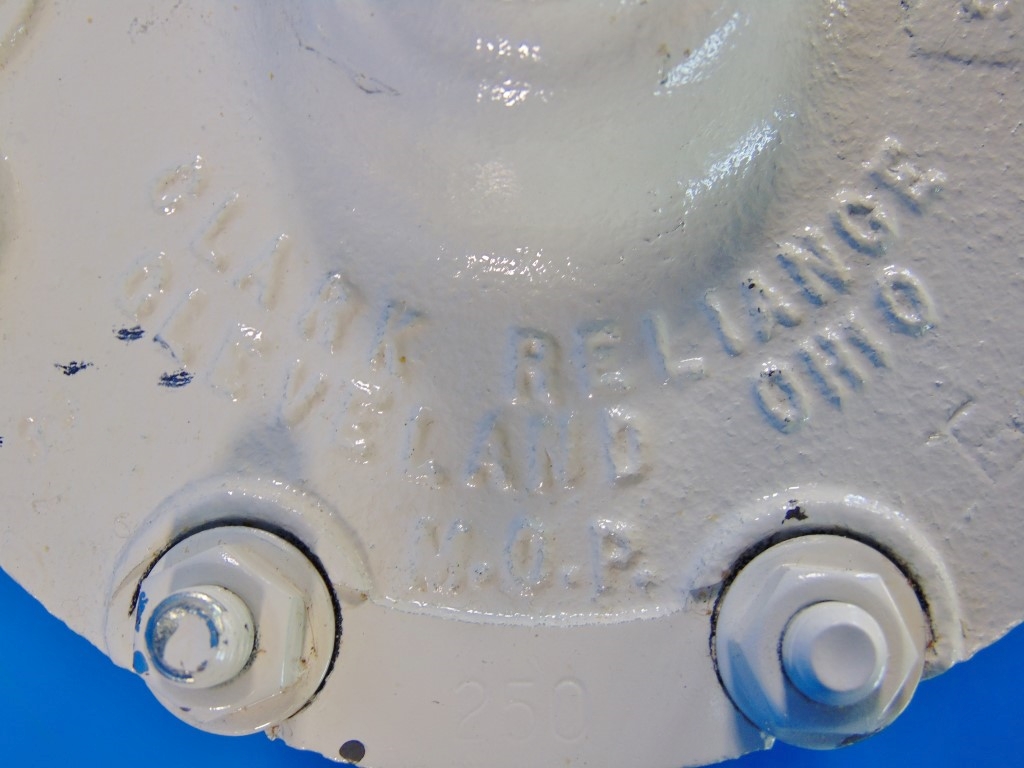 CLARK RELIANCE
CLEVELAND OHIO
M.O.P.
250